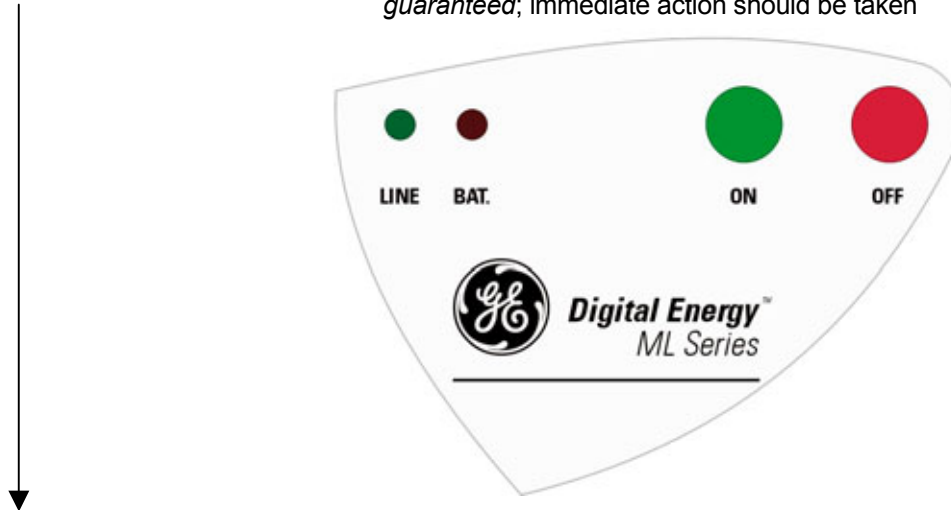 guaranteed; immediate action should be taken
LINE BAT. ON OFF
GE
Digital Energy™
ML Series